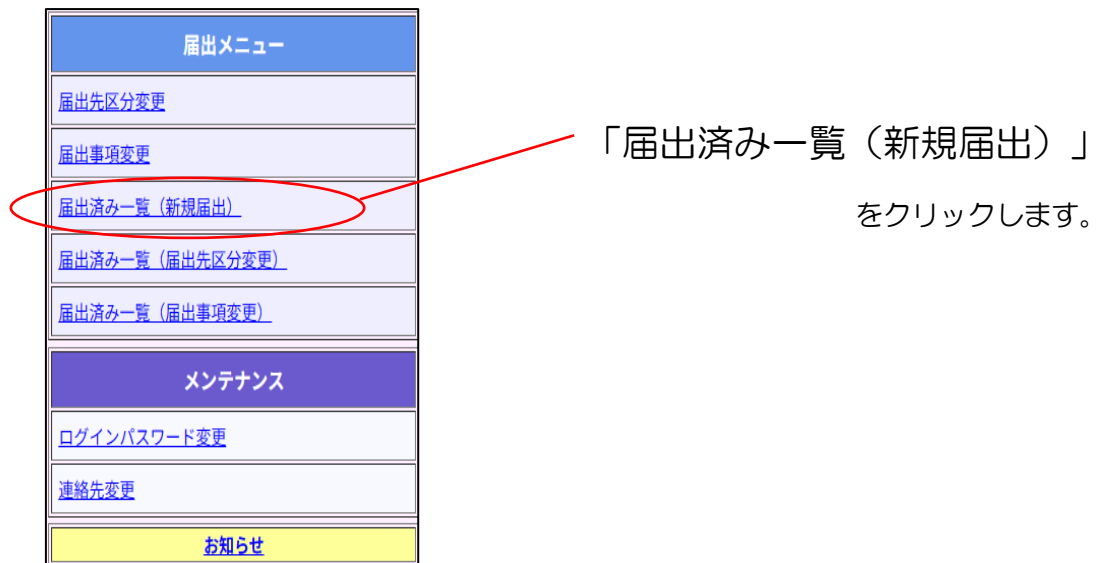 届出メニュー
届出先区分変更
届出事項変更
届出済み一覧（新規届出）
届出済み一覧（届出先区分変更）
届出済み一覧（届出事項変更）
メンテナンス
ログインパスワード変更
連絡先変更
お知らせ
「届出済み一覧（新規届出）」
をクリックします。